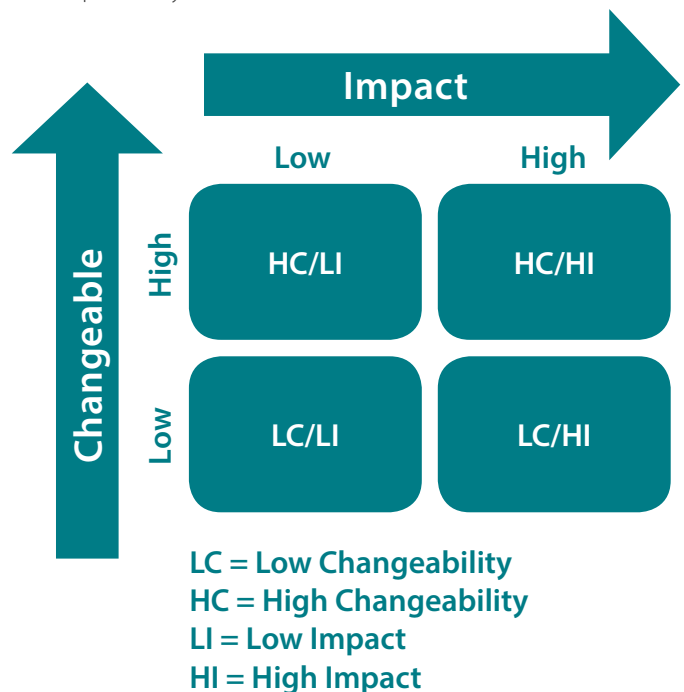 Impact
Low High
Changeable
High
HC/LI HC/HI
Low
LC/LI LC/HI
LC = Low Changeability
HC = High Changeability
LI = Low Impact
HI = High Impact